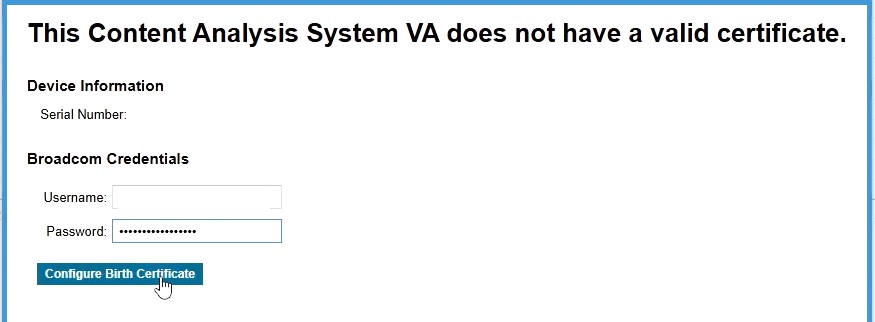 This Content Analysis System VA does not have a valid certificate.
Device Information
Serial Number:
Broadcom Credentials
Username:
Password: •••••••••••••••••
Configure Birth Certificate